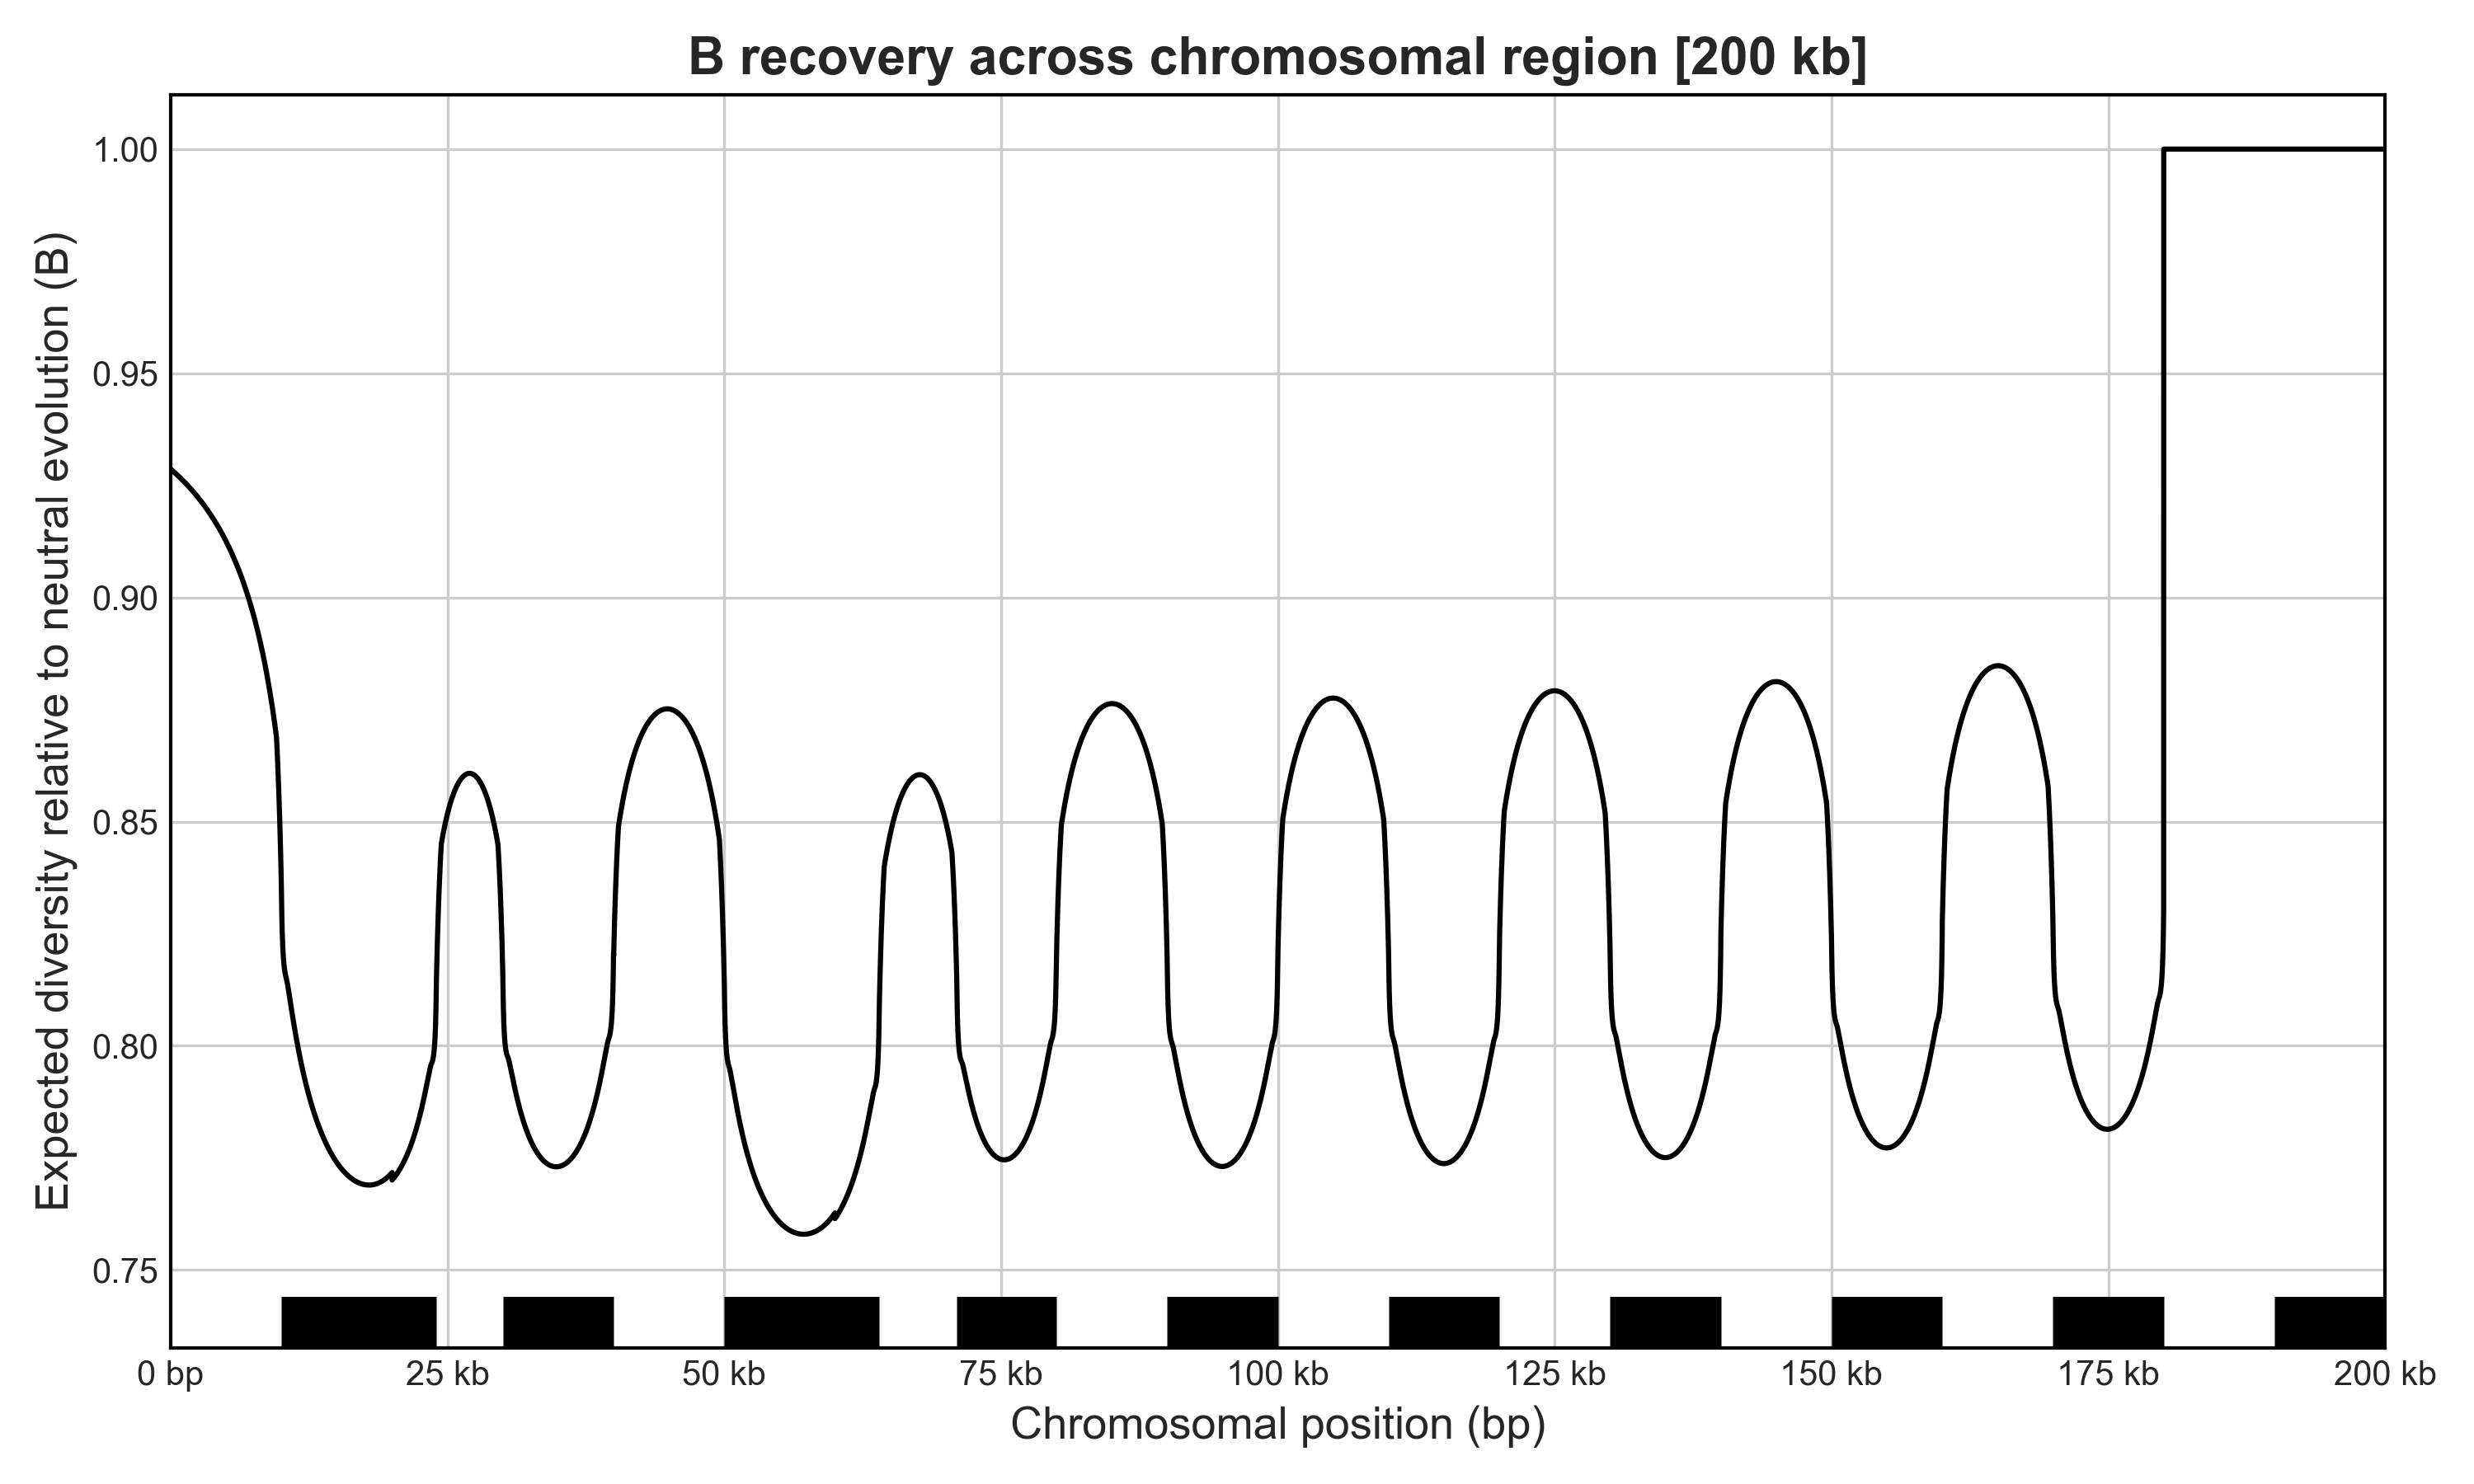 B recovery across chromosomal region [200 kb]
Expected diversity relative to neutral evolution (B)
1.00
0.95
0.90
0.85
0.80
0.75
0 bp 25 kb 50 kb 75 kb 100 kb 125 kb 150 kb 175 kb 200 kb
Chromosomal position (bp)